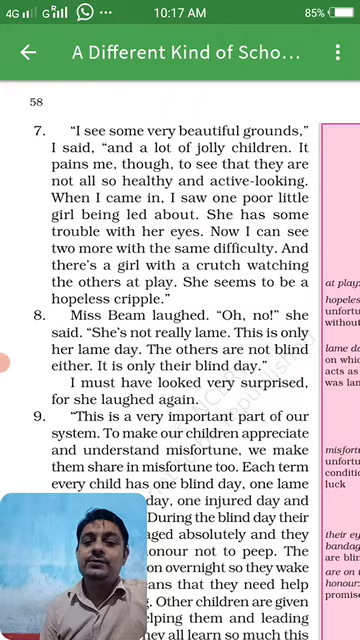 4G G R 10:17 AM 85%
A Different Kind of Scho...
58
7. "I see some very beautiful grounds,"
I said, "and a lot of jolly children. It
pains me, though, to see that they are
not all so healthy and active-looking.
When I came in, I saw one poor little
girl being led about. She has some
trouble with her eyes. Now I can see
two more with the same difficulty. And
there's a girl with a crutch watching
the others at play. She seems to be a
hopeless cripple."
8. Miss Beam laughed. "Oh, no!" she
said. "She's not really lame. This is only
her lame day. The others are not blind
either. It is only their blind day."
I must have looked very surprised,
for she laughed again.
9. "This is a very important part of our
system. To make our children appreciate
and understand misfortune, we make
them share in misfortune too. Each term
every child has one blind day, one lame
day, one injured day and
During the blind day their
aged absolutely and they
onour not to peep. The
on overnight so they wake
eans that they need help
g. Other children are given
elping them and leading
hey all learn so much this
at play:
hopeles
unfortu
withou
lame da
on whic
acts as
was lam
misfort
unfortu
conditio
luck
their ey
bandag
are blin
are on t
honour:
promise